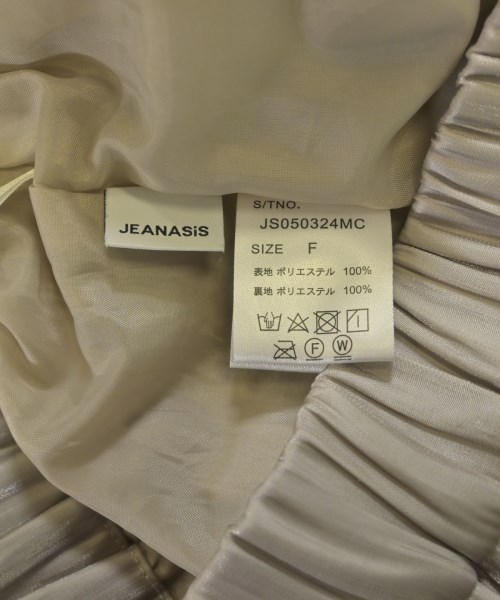 JEANASiS
S/TNO.
JS050324MC
SIZE F
表地 ポリエステル 100%
裏地 ポリエステル 100%
F W